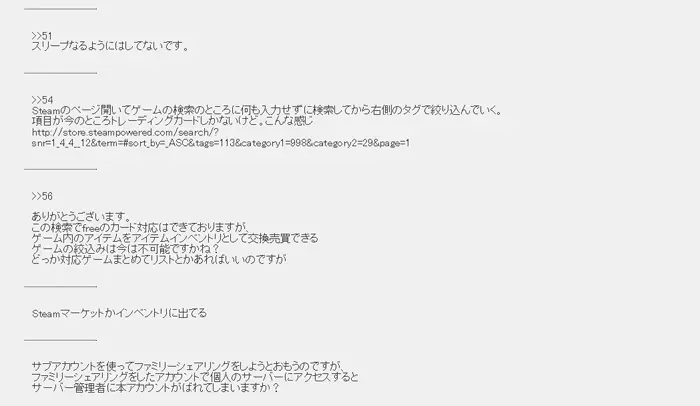 >>51
スリープなるようにはしてないです。
>>54
Steamのページ開いてゲームの検索のところに何も入力せずに検索してから右側のタグで絞り込んでいく。
項目が今のところトレーディングカードしかないけど。こんな感じ
http://store.steampowered.com/search/?
snr=1_4_4__12&term=#sort_by=_ASC&tags=113&category1=998&category2=29&page=1
>>56
ありがとうございます。
この検索でfreeのカード対応はできておりますが、
ゲーム内のアイテムをアイテムインベントリとして交換売買できる
ゲームの絞込みは今は不可能ですかね？
どっか対応ゲームまとめてリストとかあればいいのですが
Steamマーケットかインベントリに出てる
サブアカウントを使ってファミリーシェアリングをしようとおもうのですが、
ファミリーシェアリングをしたアカウントで個人のサーバーにアクセスすると
サーバー管理者に本アカウントがばれてしまいますか？